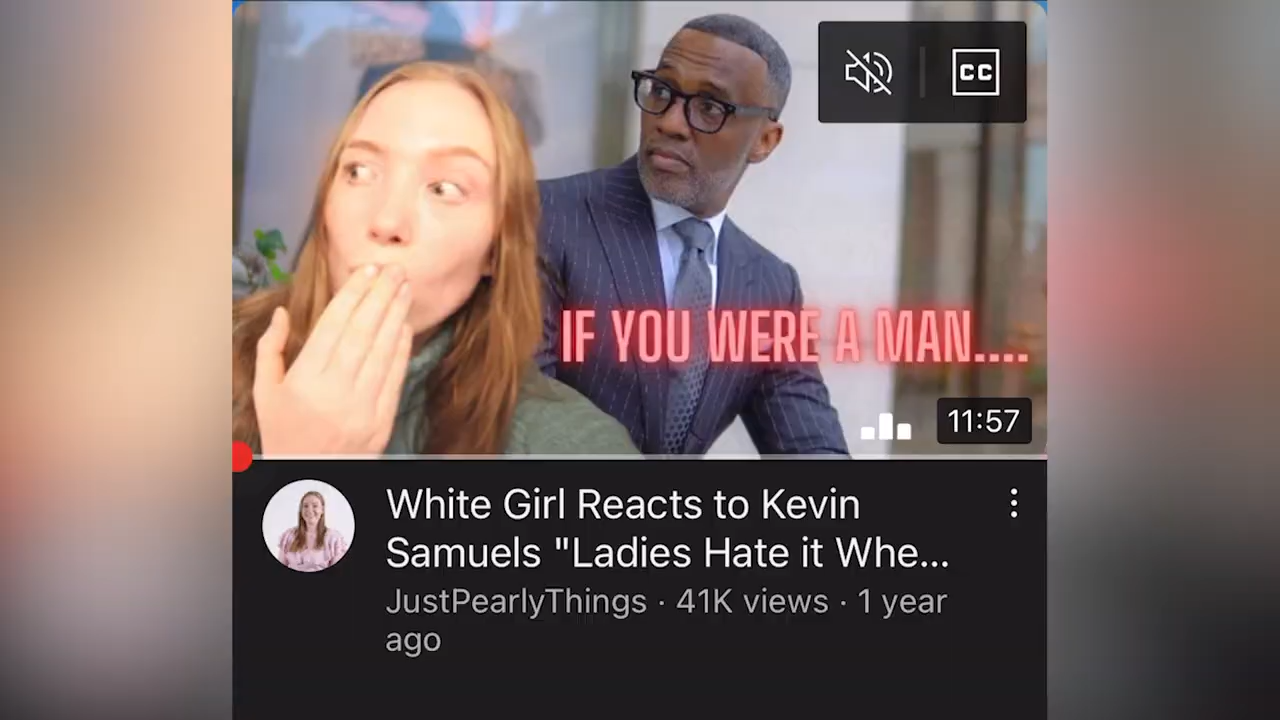 CC
IF YOU WERE A MAN....
11:57
White Girl Reacts to Kevin
Samuels "Ladies Hate it Whe...
JustPearlyThings · 41K views · 1 year
ago